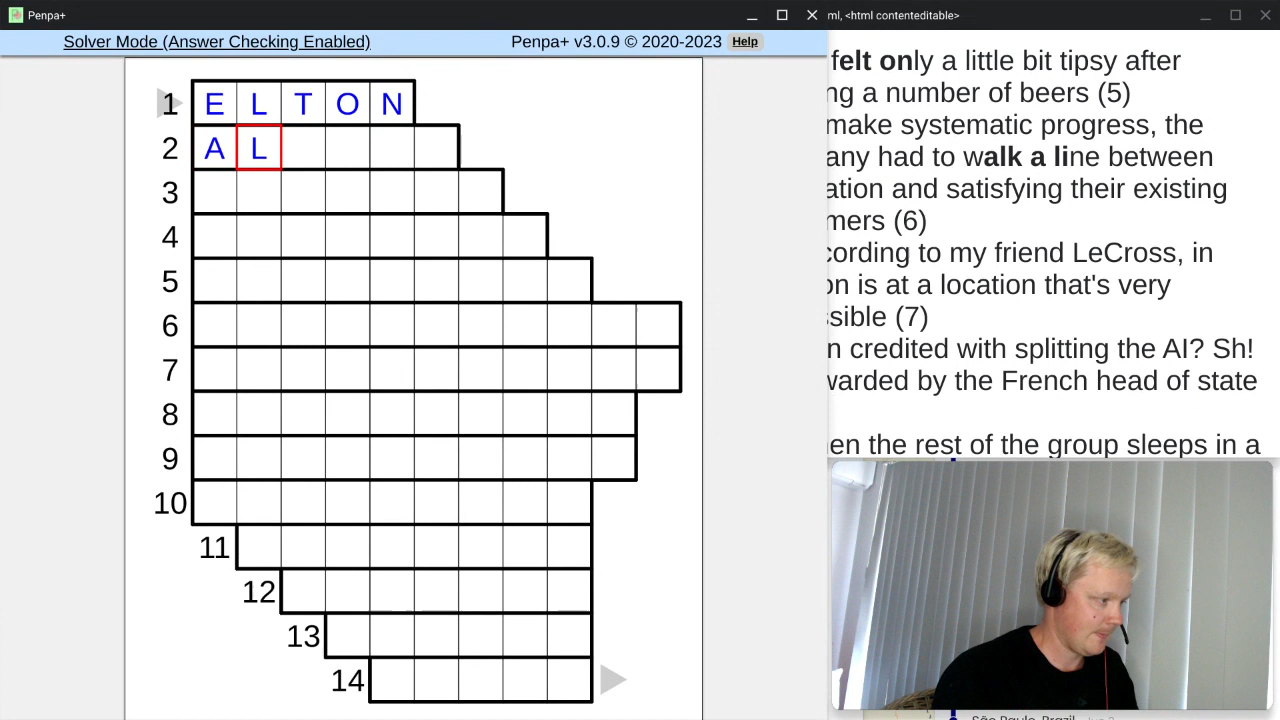 Penpa+
ml, <html contenteditable>
Solver Mode (Answer Checking Enabled)
Penpa+ v3.0.9 © 2020-2023
Help
1 E L T O N
2 A L
3
4
5
6
7
8
9
10
11
12
13
14
felt only a little bit tipsy after
ng a number of beers (5)
make systematic progress, the
any had to walk a line between
ation and satisfying their existing
mers (6)
cording to my friend LeCross, in
on is at a location that's very
ssible (7)
n credited with splitting the AI? Sh!
warded by the French head of state
en the rest of the group sleeps in a
São Paulo, Brazil